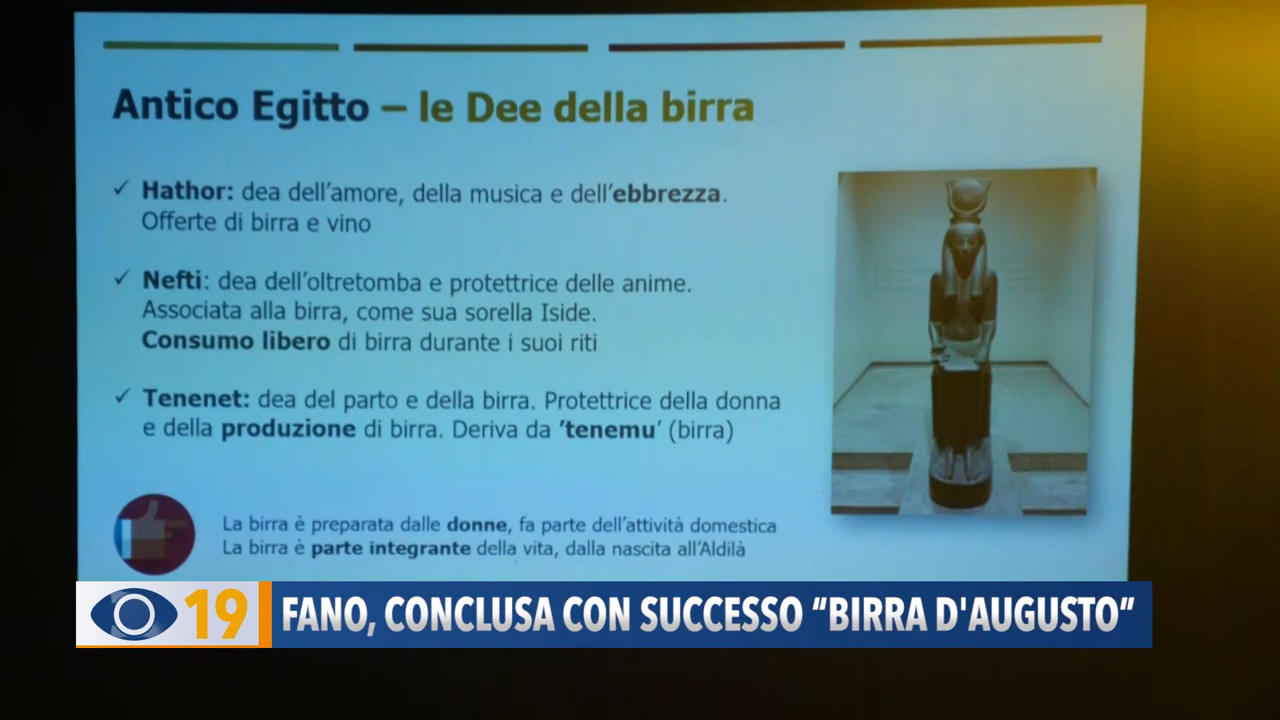 Antico Egitto – le Dee della birra
✓ Hathor: dea dell'amore, della musica e dell'ebbrezza.
Offerte di birra e vino
✓ Nefti: dea dell'oltretomba e protettrice delle anime.
Associata alla birra, come sua sorella Iside.
Consumo libero di birra durante i suoi riti
✓ Tenenet: dea del parto e della birra. Protettrice della donna
e della produzione di birra. Deriva da 'tenemu' (birra)
La birra è preparata dalle donne, fa parte dell'attività domestica
La birra è parte integrante della vita, dalla nascita all'Aldilà
19 FANO, CONCLUSA CON SUCCESSO “BIRRA D'AUGUSTO”